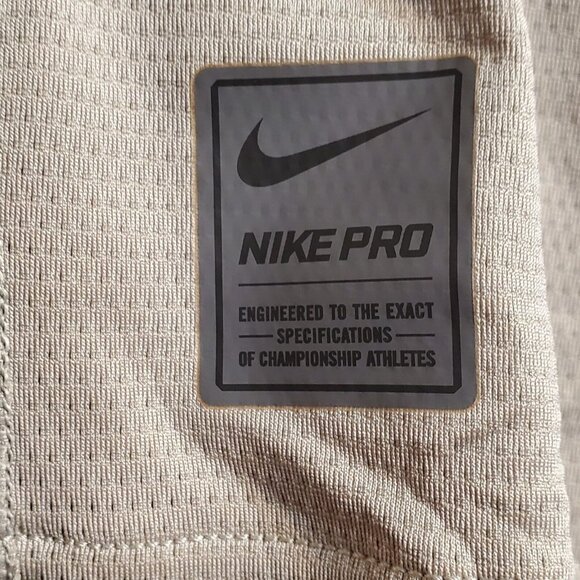 NIKE PRO
ENGINEERED TO THE EXACT
SPECIFICATIONS
OF CHAMPIONSHIP ATHLETES